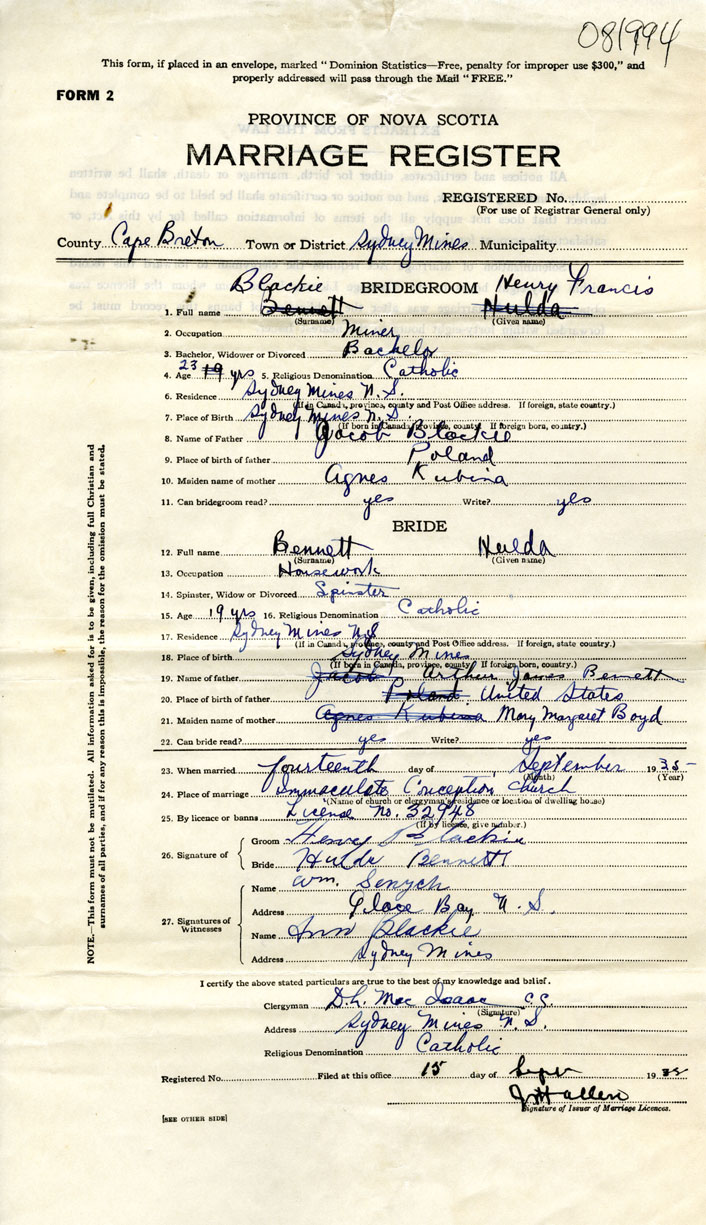 081994
This form, if placed in an envelope, marked "Dominion Statistics—Free, penalty for improper use $300," and
properly addressed will pass through the Mail "FREE."
FORM 2
PROVINCE OF NOVA SCOTIA
MARRIAGE REGISTER
REGISTERED No.
(For use of Registrar General only)
County Cape Breton Town or District Sydney Mines Municipality
Blackie BRIDEGROOM Henry Francis
1. Full name Bennett Hulda
(Surname) (Given name)
2. Occupation Miner
3. Bachelor, Widower or Divorced Bachelor
4. Age 23 19 yrs 5. Religious Denomination Catholic
6. Residence Sydney Mines N.S.
(If in Canada, province, county and Post Office address. If foreign, state country.)
7. Place of Birth Sydney Mines N.S.
(If born in Canada, province, county. If foreign born, country.)
8. Name of Father Jacob Blackie
9. Place of birth of father Poland
10. Maiden name of mother Agnes Kubina
11. Can bridegroom read? yes Write? yes
BRIDE
12. Full name Bennett Hulda
(Surname) (Given name)
13. Occupation Housework
14. Spinster, Widow or Divorced Spinster
15. Age 19 yrs 16. Religious Denomination Catholic
17. Residence Sydney Mines N.S.
(If in Canada, province, county and Post Office address. If foreign, state country.)
18. Place of birth Sydney Mines
(If born in Canada, province, county. If foreign born, country.)
19. Name of father Jacob Arthur James Bennett
20. Place of birth of father Poland United States
21. Maiden name of mother Agnes Kubina Mary Margaret Boyd
22. Can bride read? yes Write? yes
23. When married fourteenth day of September 1935
(Month) (Year)
24. Place of marriage Immaculate Conception Church
(Name of church or clergyman's residence or location of dwelling house)
25. By licence or banns License no. 32948
(If by licence, give number.)
26. Signature of Groom Henry Blackie
Bride Hulda Bennett
27. Signatures of Witnesses Name Wm. Senych
Address Glace Bay N.S.
Name Ann Blackie
Address Sydney Mines
I certify the above stated particulars are true to the best of my knowledge and belief.
Clergyman D.h. Mac Isaac C.C.
(Signature)
Address Sydney Mines N.S.
Religious Denomination Catholic
Registered No. Filed at this office 15 day of Sept 1935
Signature of Issuer of Marriage Licences.
[SEE OTHER SIDE]
NOTE.—This form must not be mutilated. All information asked for is to be given, including full Christian and
surnames of all parties, and if for any reason this is impossible, the reason for the omission must be stated.